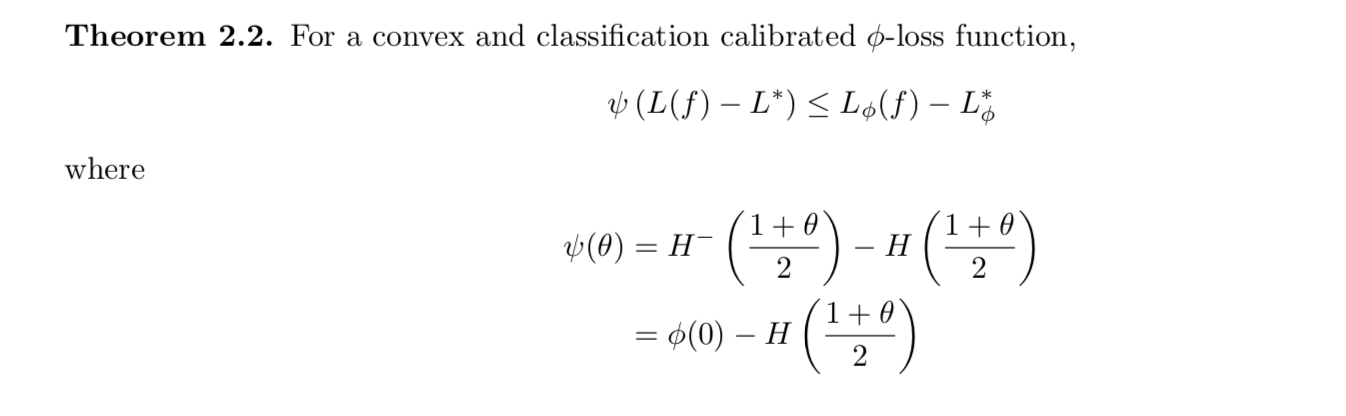 Theorem 2.2. For a convex and classification calibrated ϕ-loss function,
ψ (L(f) − L*) ≤ L_ϕ(f) − L*_ϕ
where
ψ(θ) = H⁻ ((1 + θ)/2) − H ((1 + θ)/2)
= ϕ(0) − H ((1 + θ)/2)